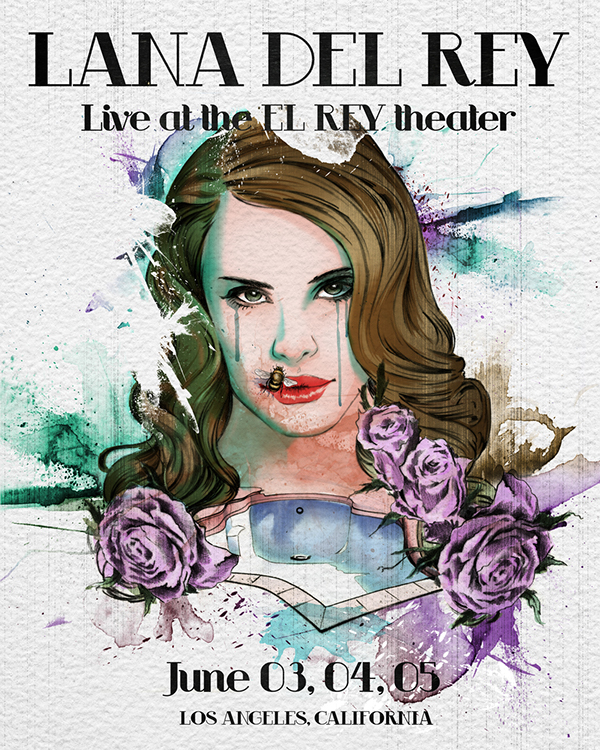 LANA DEL REY
Live at the EL REY theater
June 03, 04, 05
LOS ANGELES, CALIFORNIA